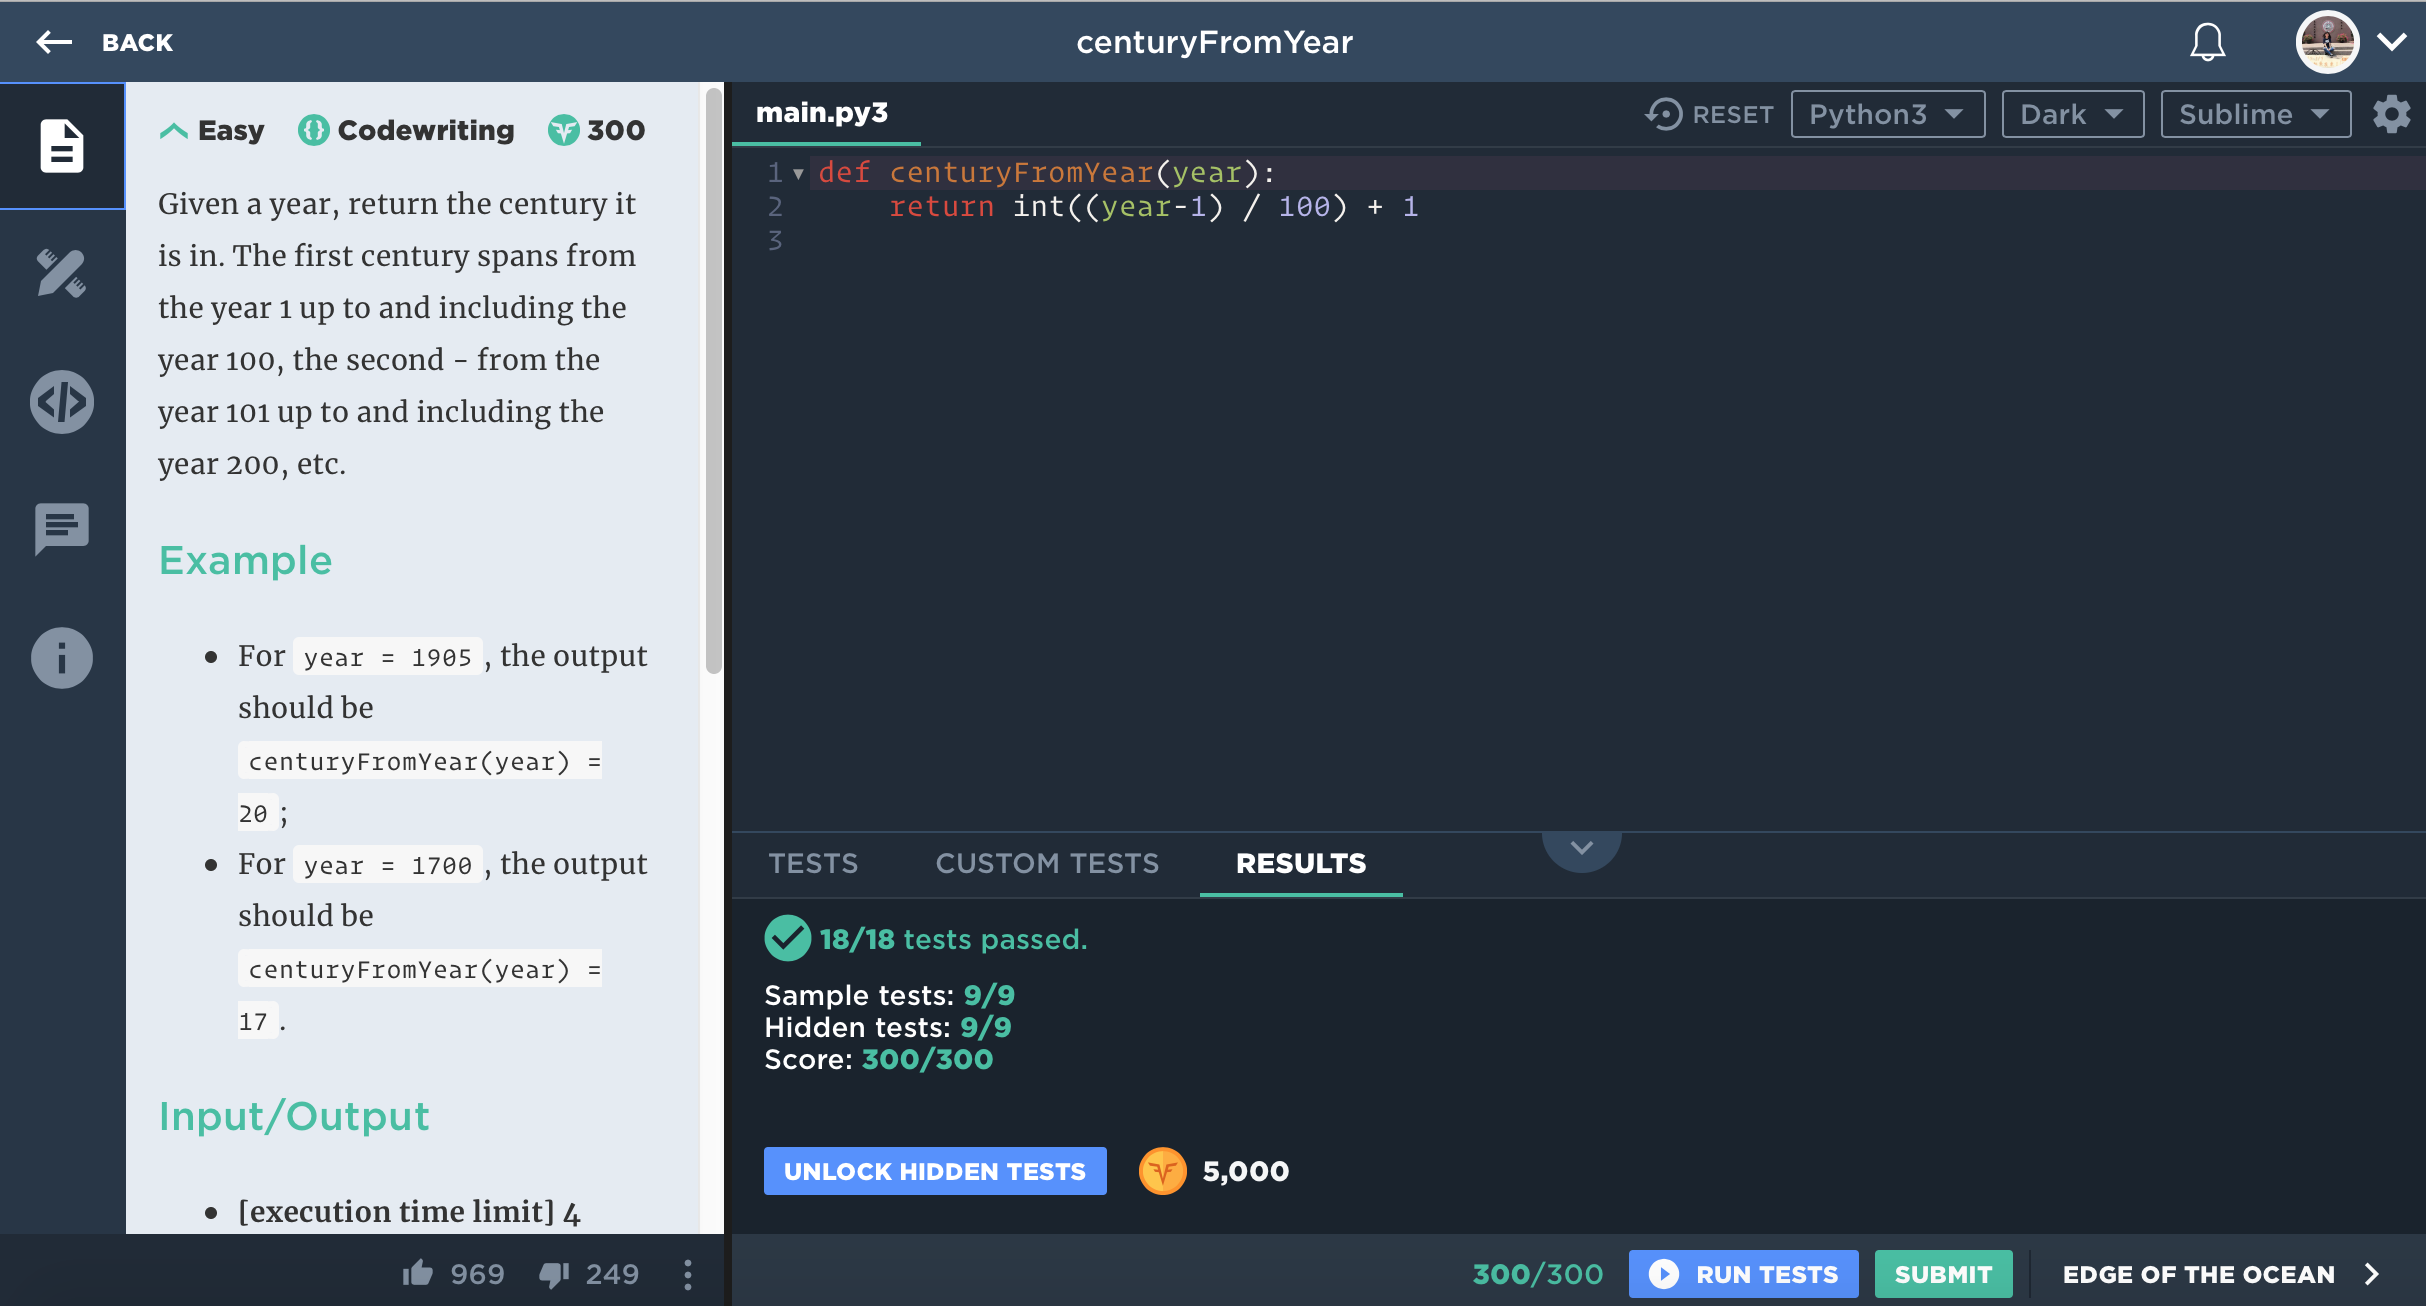 BACK
centuryFromYear
Easy Codewriting 300
Given a year, return the century it
is in. The first century spans from
the year 1 up to and including the
year 100, the second - from the
year 101 up to and including the
year 200, etc.
Example
For year = 1905 , the output
should be
centuryFromYear(year) =
20 ;
For year = 1700 , the output
should be
centuryFromYear(year) =
17 .
Input/Output
[execution time limit] 4
969 249
main.py3
RESET Python3 Dark Sublime
1 def centuryFromYear(year):
2 return int((year-1) / 100) + 1
3
TESTS CUSTOM TESTS RESULTS
18/18 tests passed.
Sample tests: 9/9
Hidden tests: 9/9
Score: 300/300
UNLOCK HIDDEN TESTS 5,000
300/300 RUN TESTS SUBMIT EDGE OF THE OCEAN